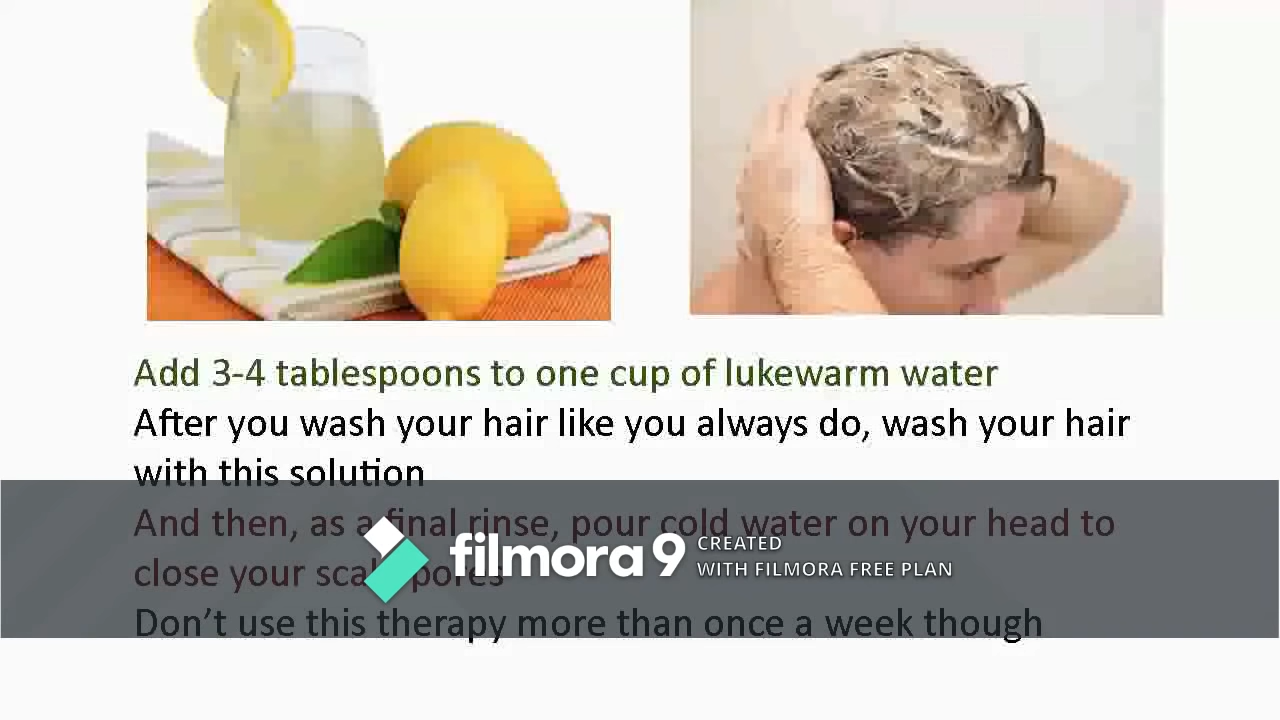 Add 3-4 tablespoons to one cup of lukewarm water
After you wash your hair like you always do, wash your hair
with this solution
And then, as a final rinse, pour cold water on your head to
close your scalp pores
Don’t use this therapy more than once a week though
filmora 9
CREATED
WITH FILMORA FREE PLAN